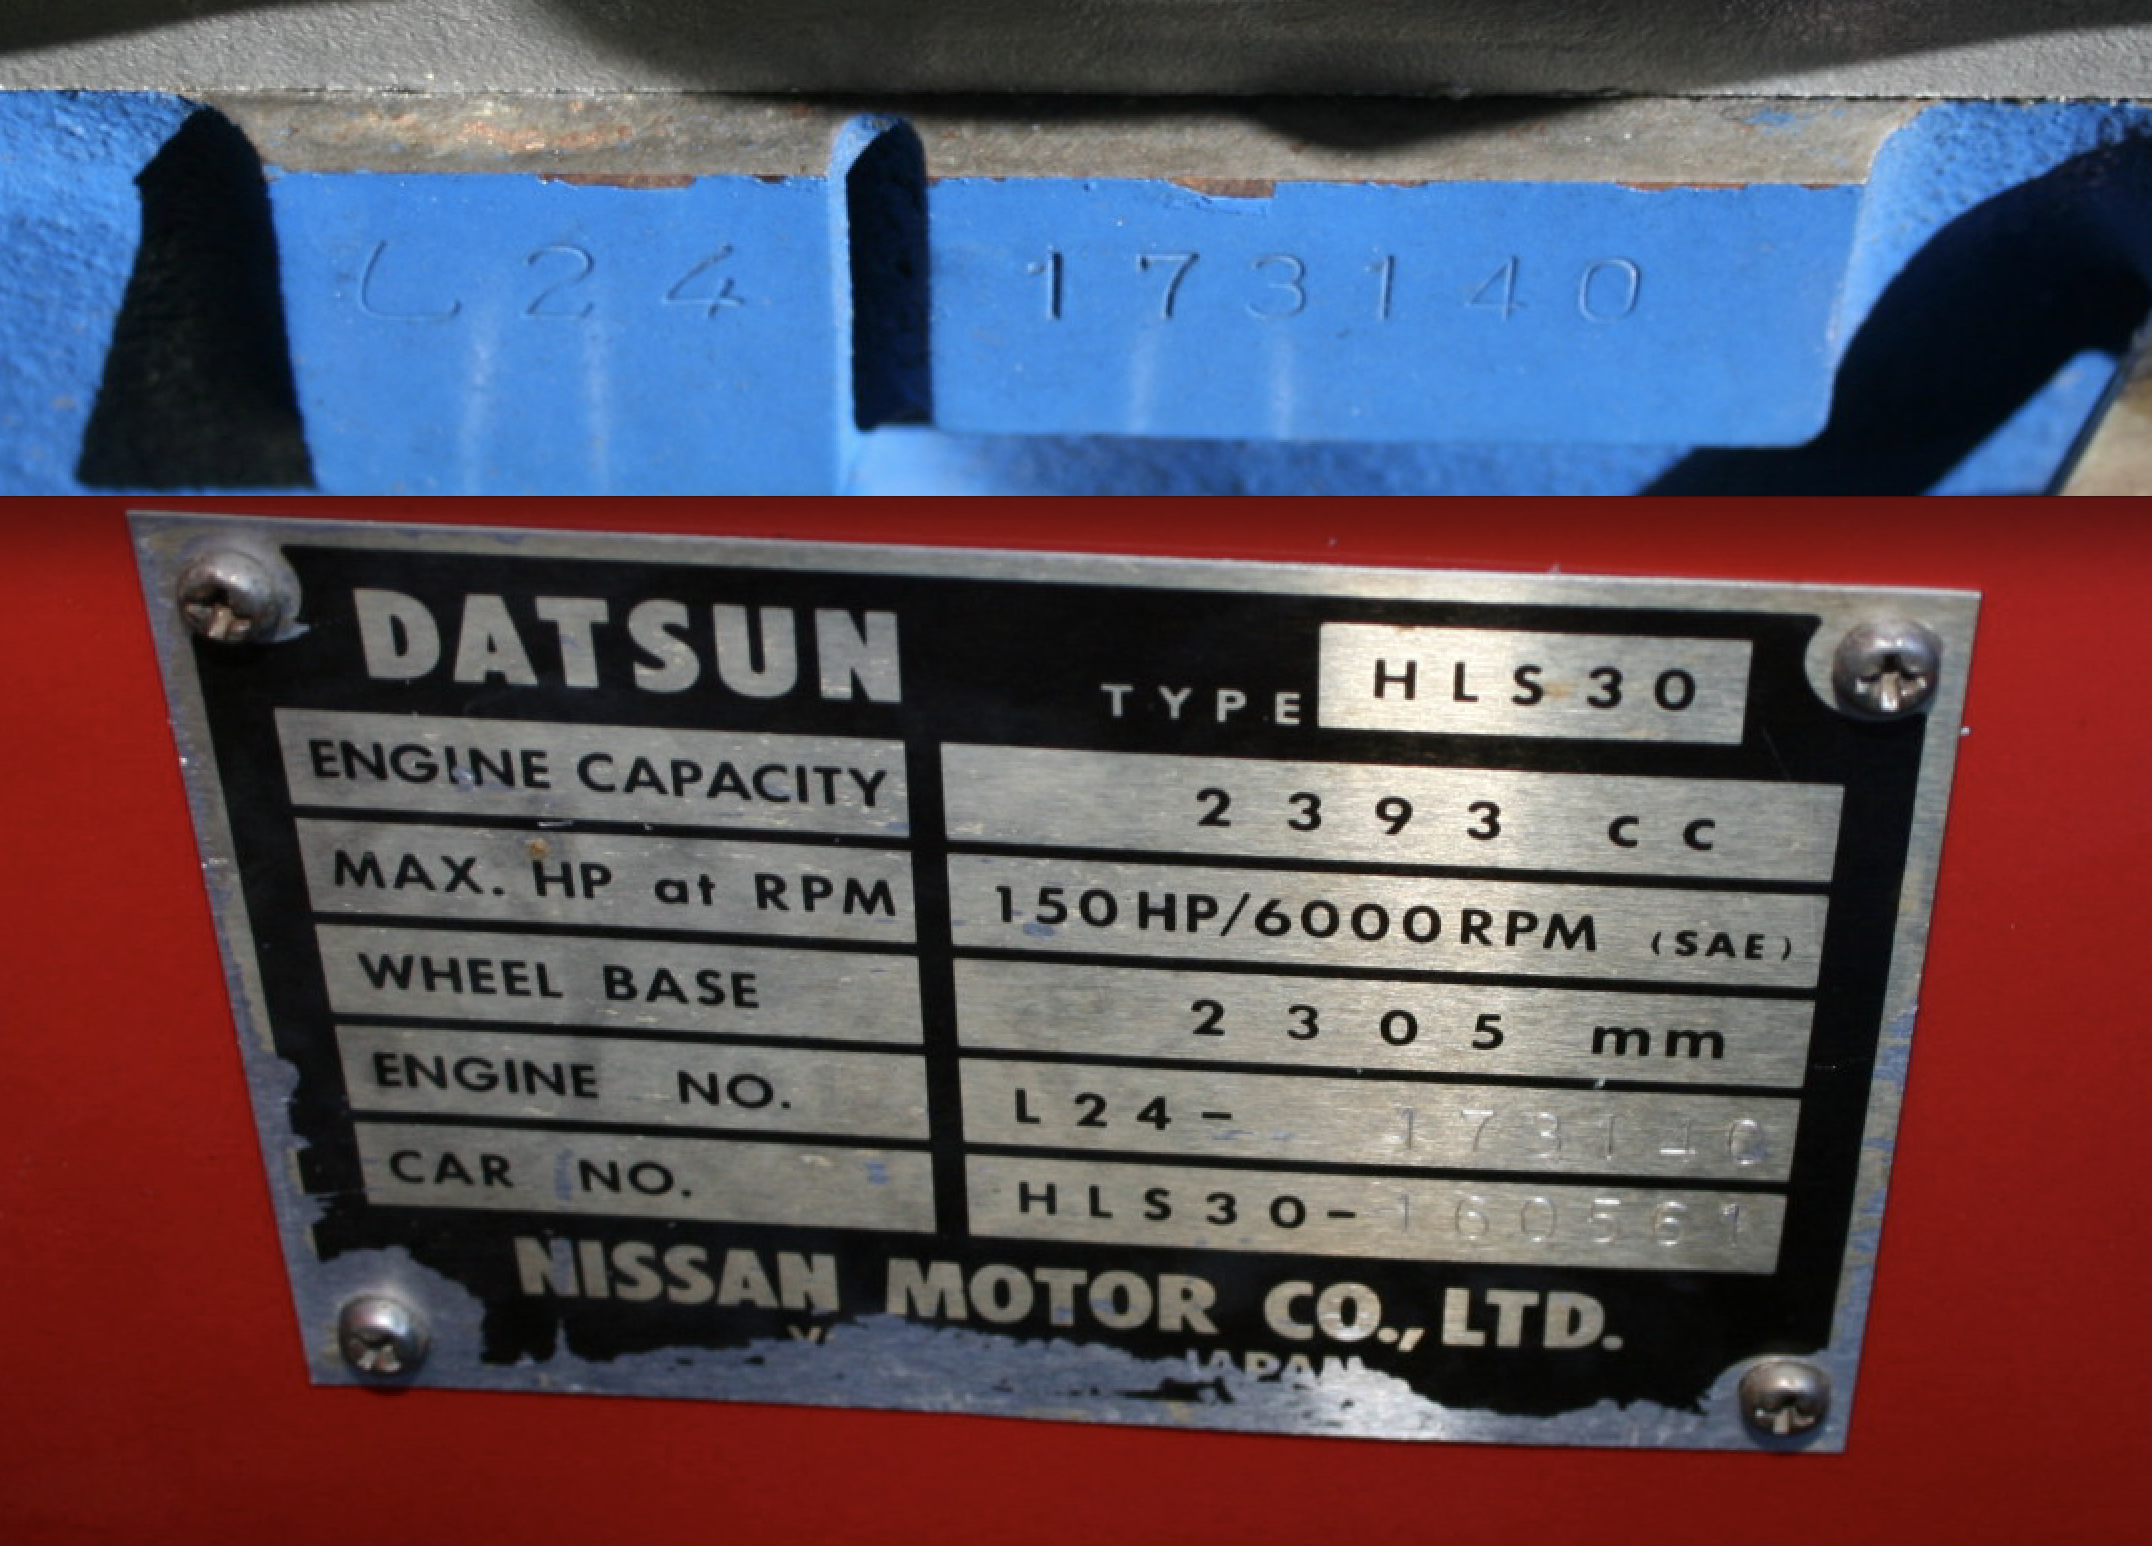 L24 173140
DATSUN
TYPE HLS30
ENGINE CAPACITY 2393 cc
MAX. HP at RPM 150HP/6000RPM (SAE)
WHEEL BASE 2305 mm
ENGINE NO. L24- 173140
CAR NO. HLS30- 160561
NISSAN MOTOR CO., LTD.
JAPAN